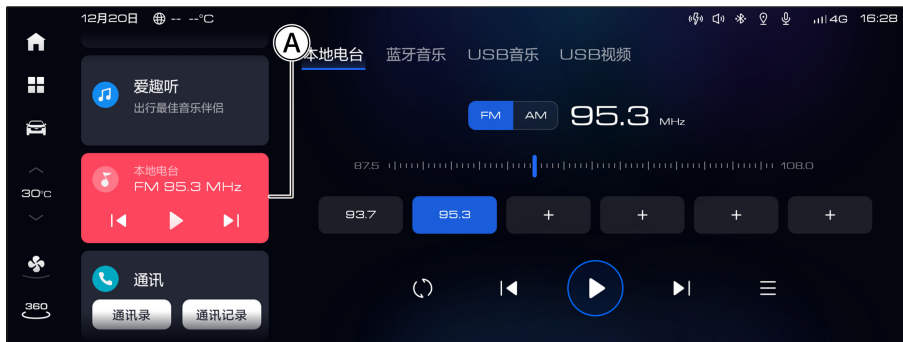 12月20日 -- --°C
4G 16:28
A
本地电台 蓝牙音乐 USB音乐 USB视频
爱趣听
出行最佳音乐伴侣
FM AM 95.3 MHz
87.5 108.0
本地电台
FM 95.3 MHz
30°C
93.7 95.3 + + + +
通讯
通讯录 通讯记录
360